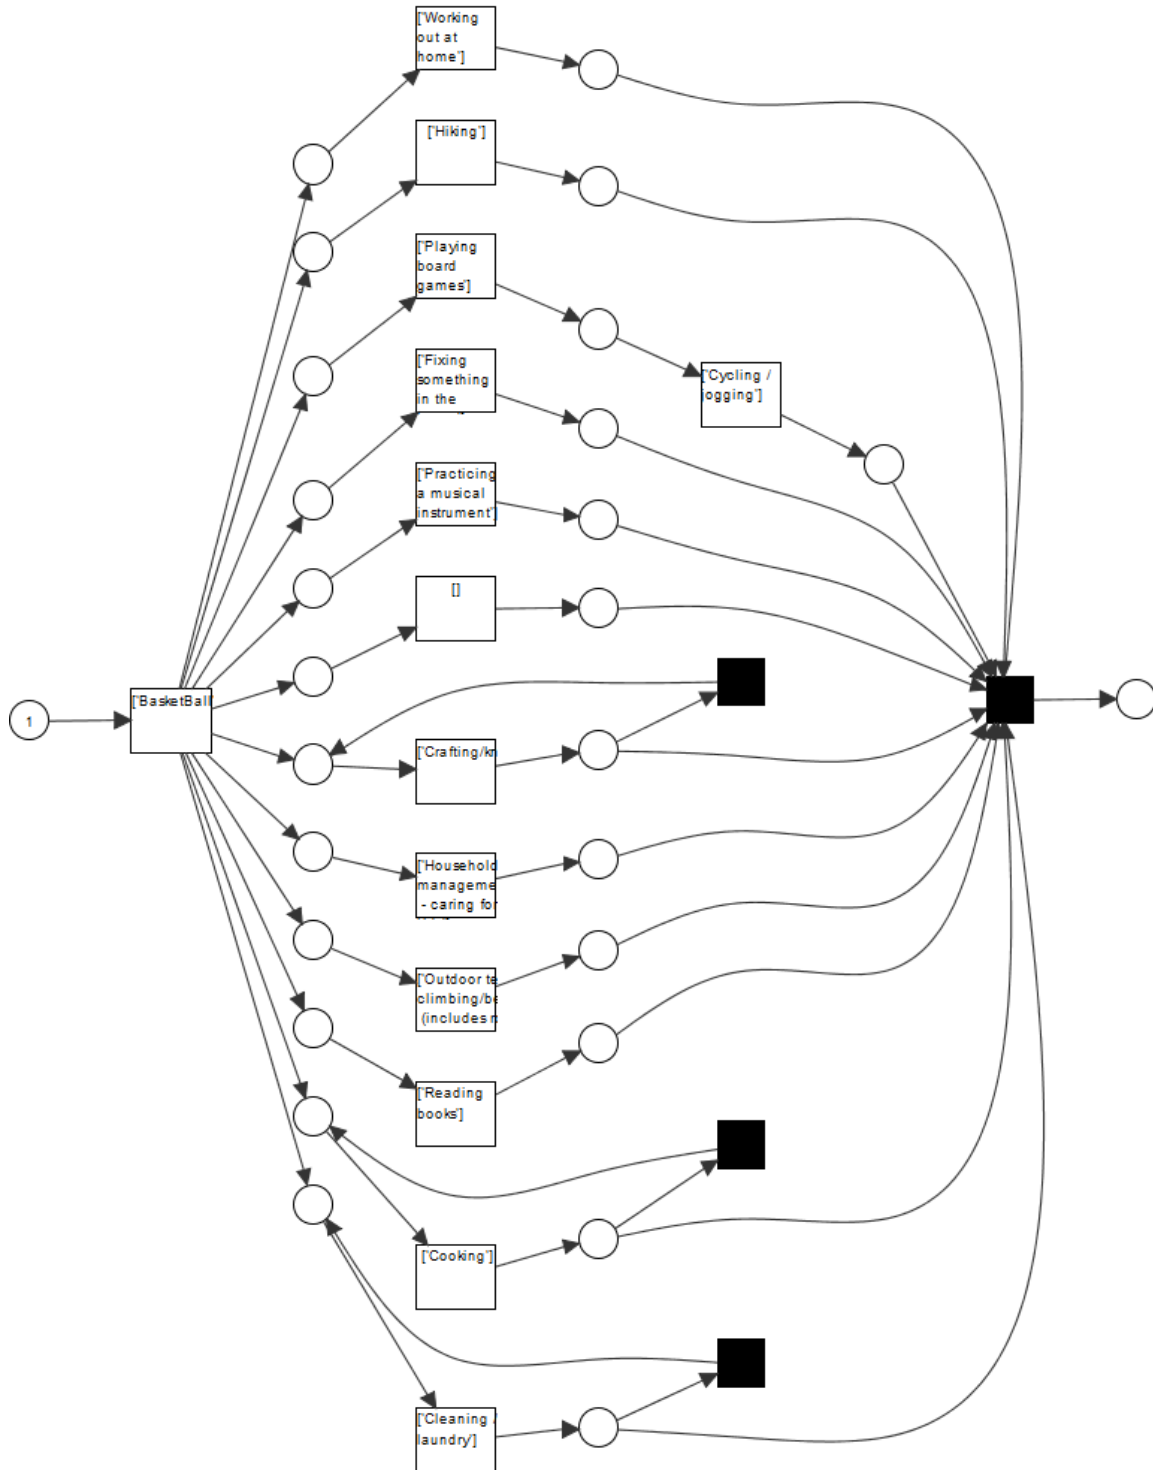 ['Working
out at
home']
['Hiking']
['Playing
board
games']
['Fixing
something
in the
['Cycling /
jogging']
['Practicing
a musical
instrument']
[]
1
['BasketBall'
['Crafting/kn
['Household
manageme
- caring for
['Outdoor te
climbing/be
(includes n
['Reading
books']
['Cooking']
['Cleaning /
laundry']